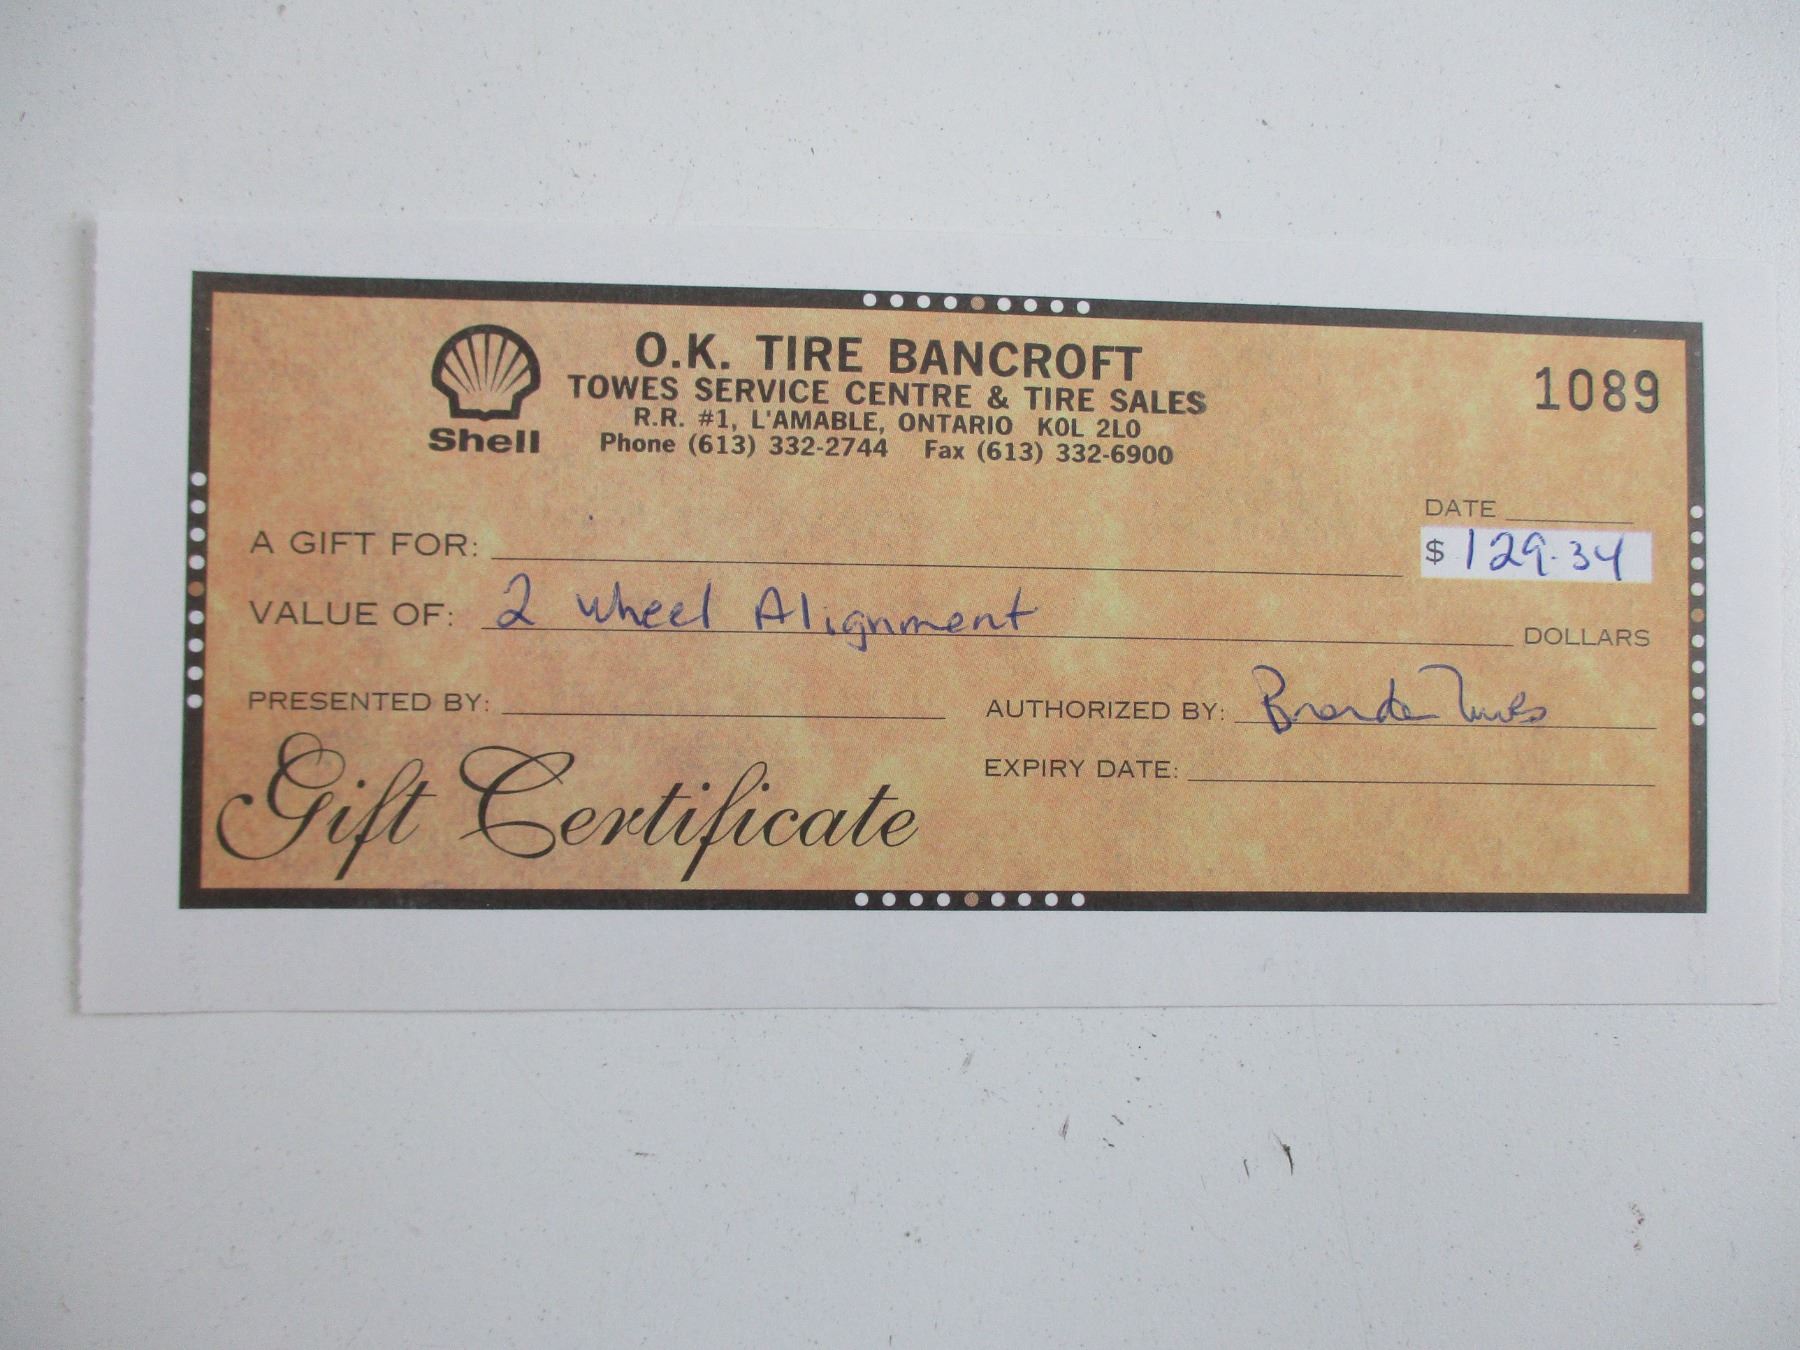 O.K. TIRE BANCROFT
TOWES SERVICE CENTRE & TIRE SALES
R.R. #1, L'AMABLE, ONTARIO K0L 2L0
Phone (613) 332-2744 Fax (613) 332-6900
Shell
1089
DATE
A GIFT FOR:
$ 129.34
VALUE OF: 2 wheel Alignment DOLLARS
PRESENTED BY:
AUTHORIZED BY:
EXPIRY DATE:
Gift Certificate